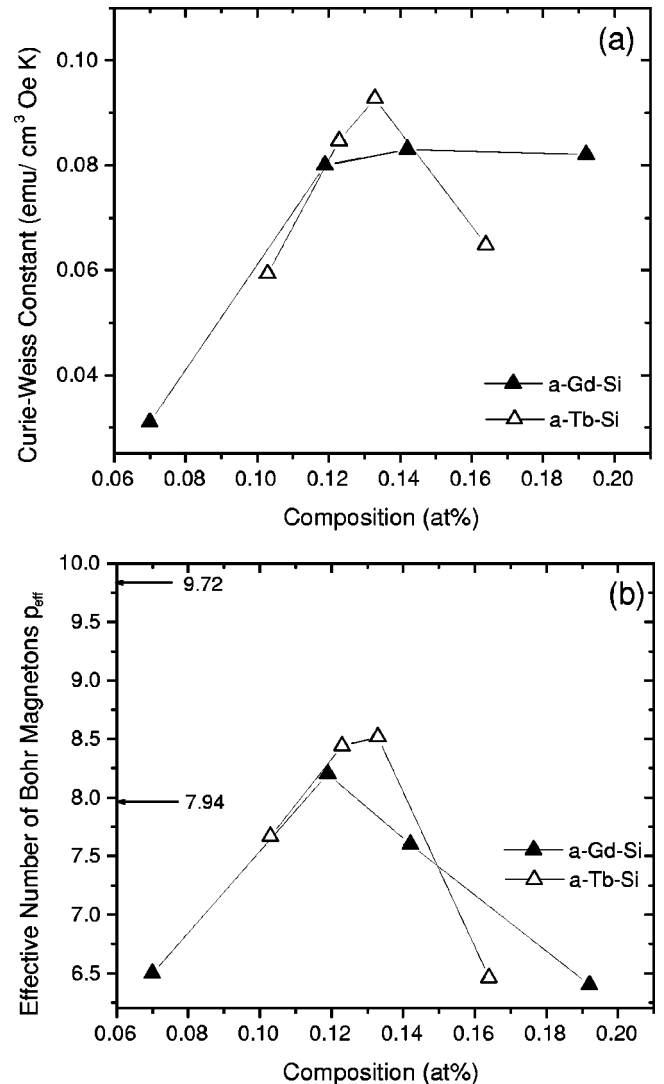 (a)
0.10
0.08
0.06
0.04
Curie-Weiss Constant (emu/ cm³ Oe K)
a-Gd-Si
a-Tb-Si
0.06 0.08 0.10 0.12 0.14 0.16 0.18 0.20
Composition (at%)
(b)
10.0
9.72
9.5
9.0
8.5
8.0
7.94
7.5
7.0
6.5
Effective Number of Bohr Magnetons p_eff
a-Gd-Si
a-Tb-Si
0.06 0.08 0.10 0.12 0.14 0.16 0.18 0.20
Composition (at%)